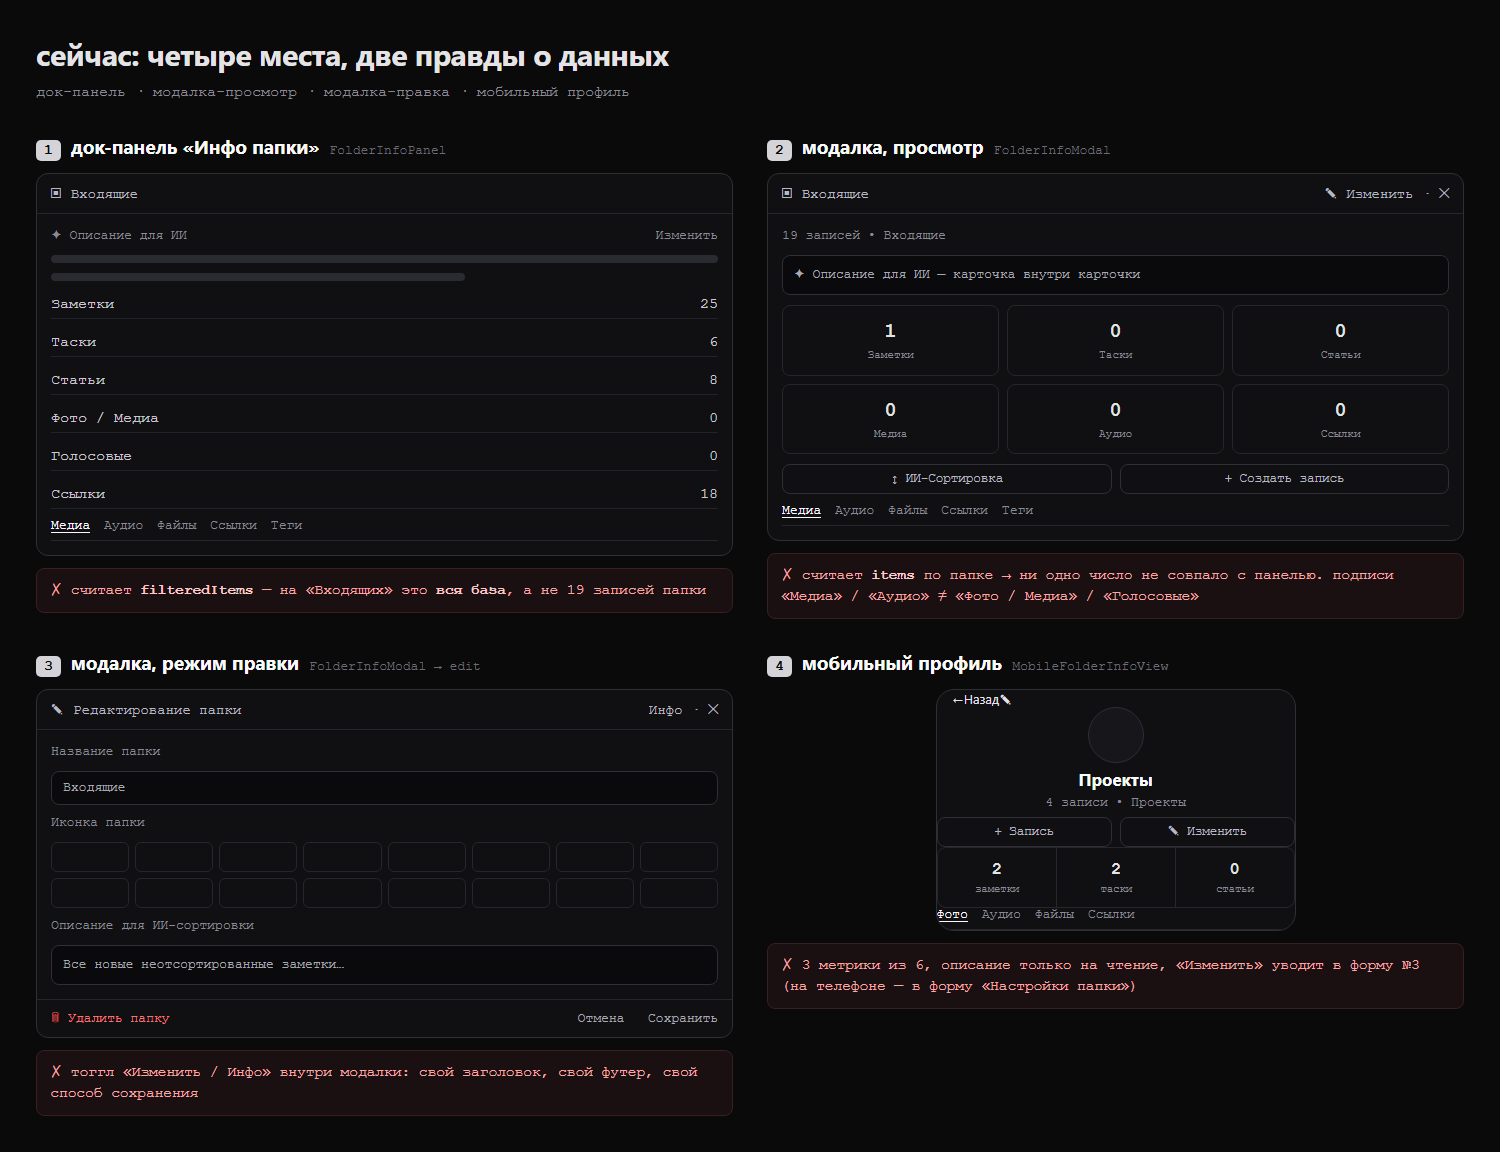 сейчас: четыре места, две правды о данных
док-панель · модалка-просмотр · модалка-правка · мобильный профиль
1 док-панель «Инфо папки» FolderInfoPanel
Входящие
✦ Описание для ИИ Изменить
Заметки 25
Таски 6
Статьи 8
Фото / Медиа 0
Голосовые 0
Ссылки 18
Медиа Аудио Файлы Ссылки Теги
✗ считает filteredItems — на «Входящих» это вся база, а не 19 записей папки
2 модалка, просмотр FolderInfoModal
Входящие ✎ Изменить · ✕
19 записей • Входящие
✦ Описание для ИИ — карточка внутри карточки
1 0 0
Заметки Таски Статьи
0 0 0
Медиа Аудио Ссылки
↕ ИИ-Сортировка + Создать запись
Медиа Аудио Файлы Ссылки Теги
✗ считает items по папке → ни одно число не совпало с панелью. подписи
«Медиа» / «Аудио» ≠ «Фото / Медиа» / «Голосовые»
3 модалка, режим правки FolderInfoModal → edit
✎ Редактирование папки Инфо · ✕
Название папки
Входящие
Иконка папки
Описание для ИИ-сортировки
Все новые неотсортированные заметки…
Удалить папку Отмена Сохранить
✗ тоггл «Изменить / Инфо» внутри модалки: свой заголовок, свой футер, свой
способ сохранения
4 мобильный профиль MobileFolderInfoView
←Назад✎
Проекты
4 записи • Проекты
+ Запись ✎ Изменить
2 2 0
заметки таски статьи
Фото Аудио Файлы Ссылки
✗ 3 метрики из 6, описание только на чтение, «Изменить» уводит в форму №3
(на телефоне — в форму «Настройки папки»)